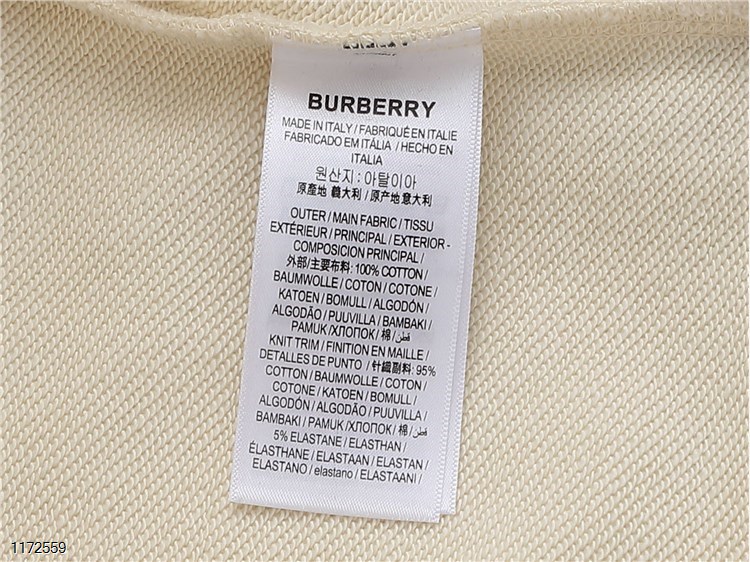 BURBERRY
MADE IN ITALY / FABRIQUÉ EN ITALIE
FABRICADO EM ITÁLIA / HECHO EN
ITALIA
원산지 : 아탈이아
原產地 義大利 / 原产地意大利
OUTER / MAIN FABRIC / TISSU
EXTÉRIEUR / PRINCIPAL / EXTERIOR -
COMPOSICION PRINCIPAL /
外部/主要布料: 100% COTTON /
BAUMWOLLE / COTON / COTONE /
KATOEN / BOMULL / ALGODÓN /
ALGODÃO / PUUVILLA / BAMBAKI /
PAMUK /ХЛОПОК / 棉 /قطن
KNIT TRIM / FINITION EN MAILLE /
DETALLES DE PUNTO / 针織副料: 95%
COTTON / BAUMWOLLE / COTON /
COTONE / KATOEN / BOMULL /
ALGODÓN / ALGODÃO / PUUVILLA /
BAMBAKI / PAMUK /ХЛОПОК / 棉/قطن
5% ELASTANE / ELASTHAN /
ÉLASTHANE / ELASTAAN / ELASTAN /
ELASTANO / elastano / ELASTAANI /
1172559